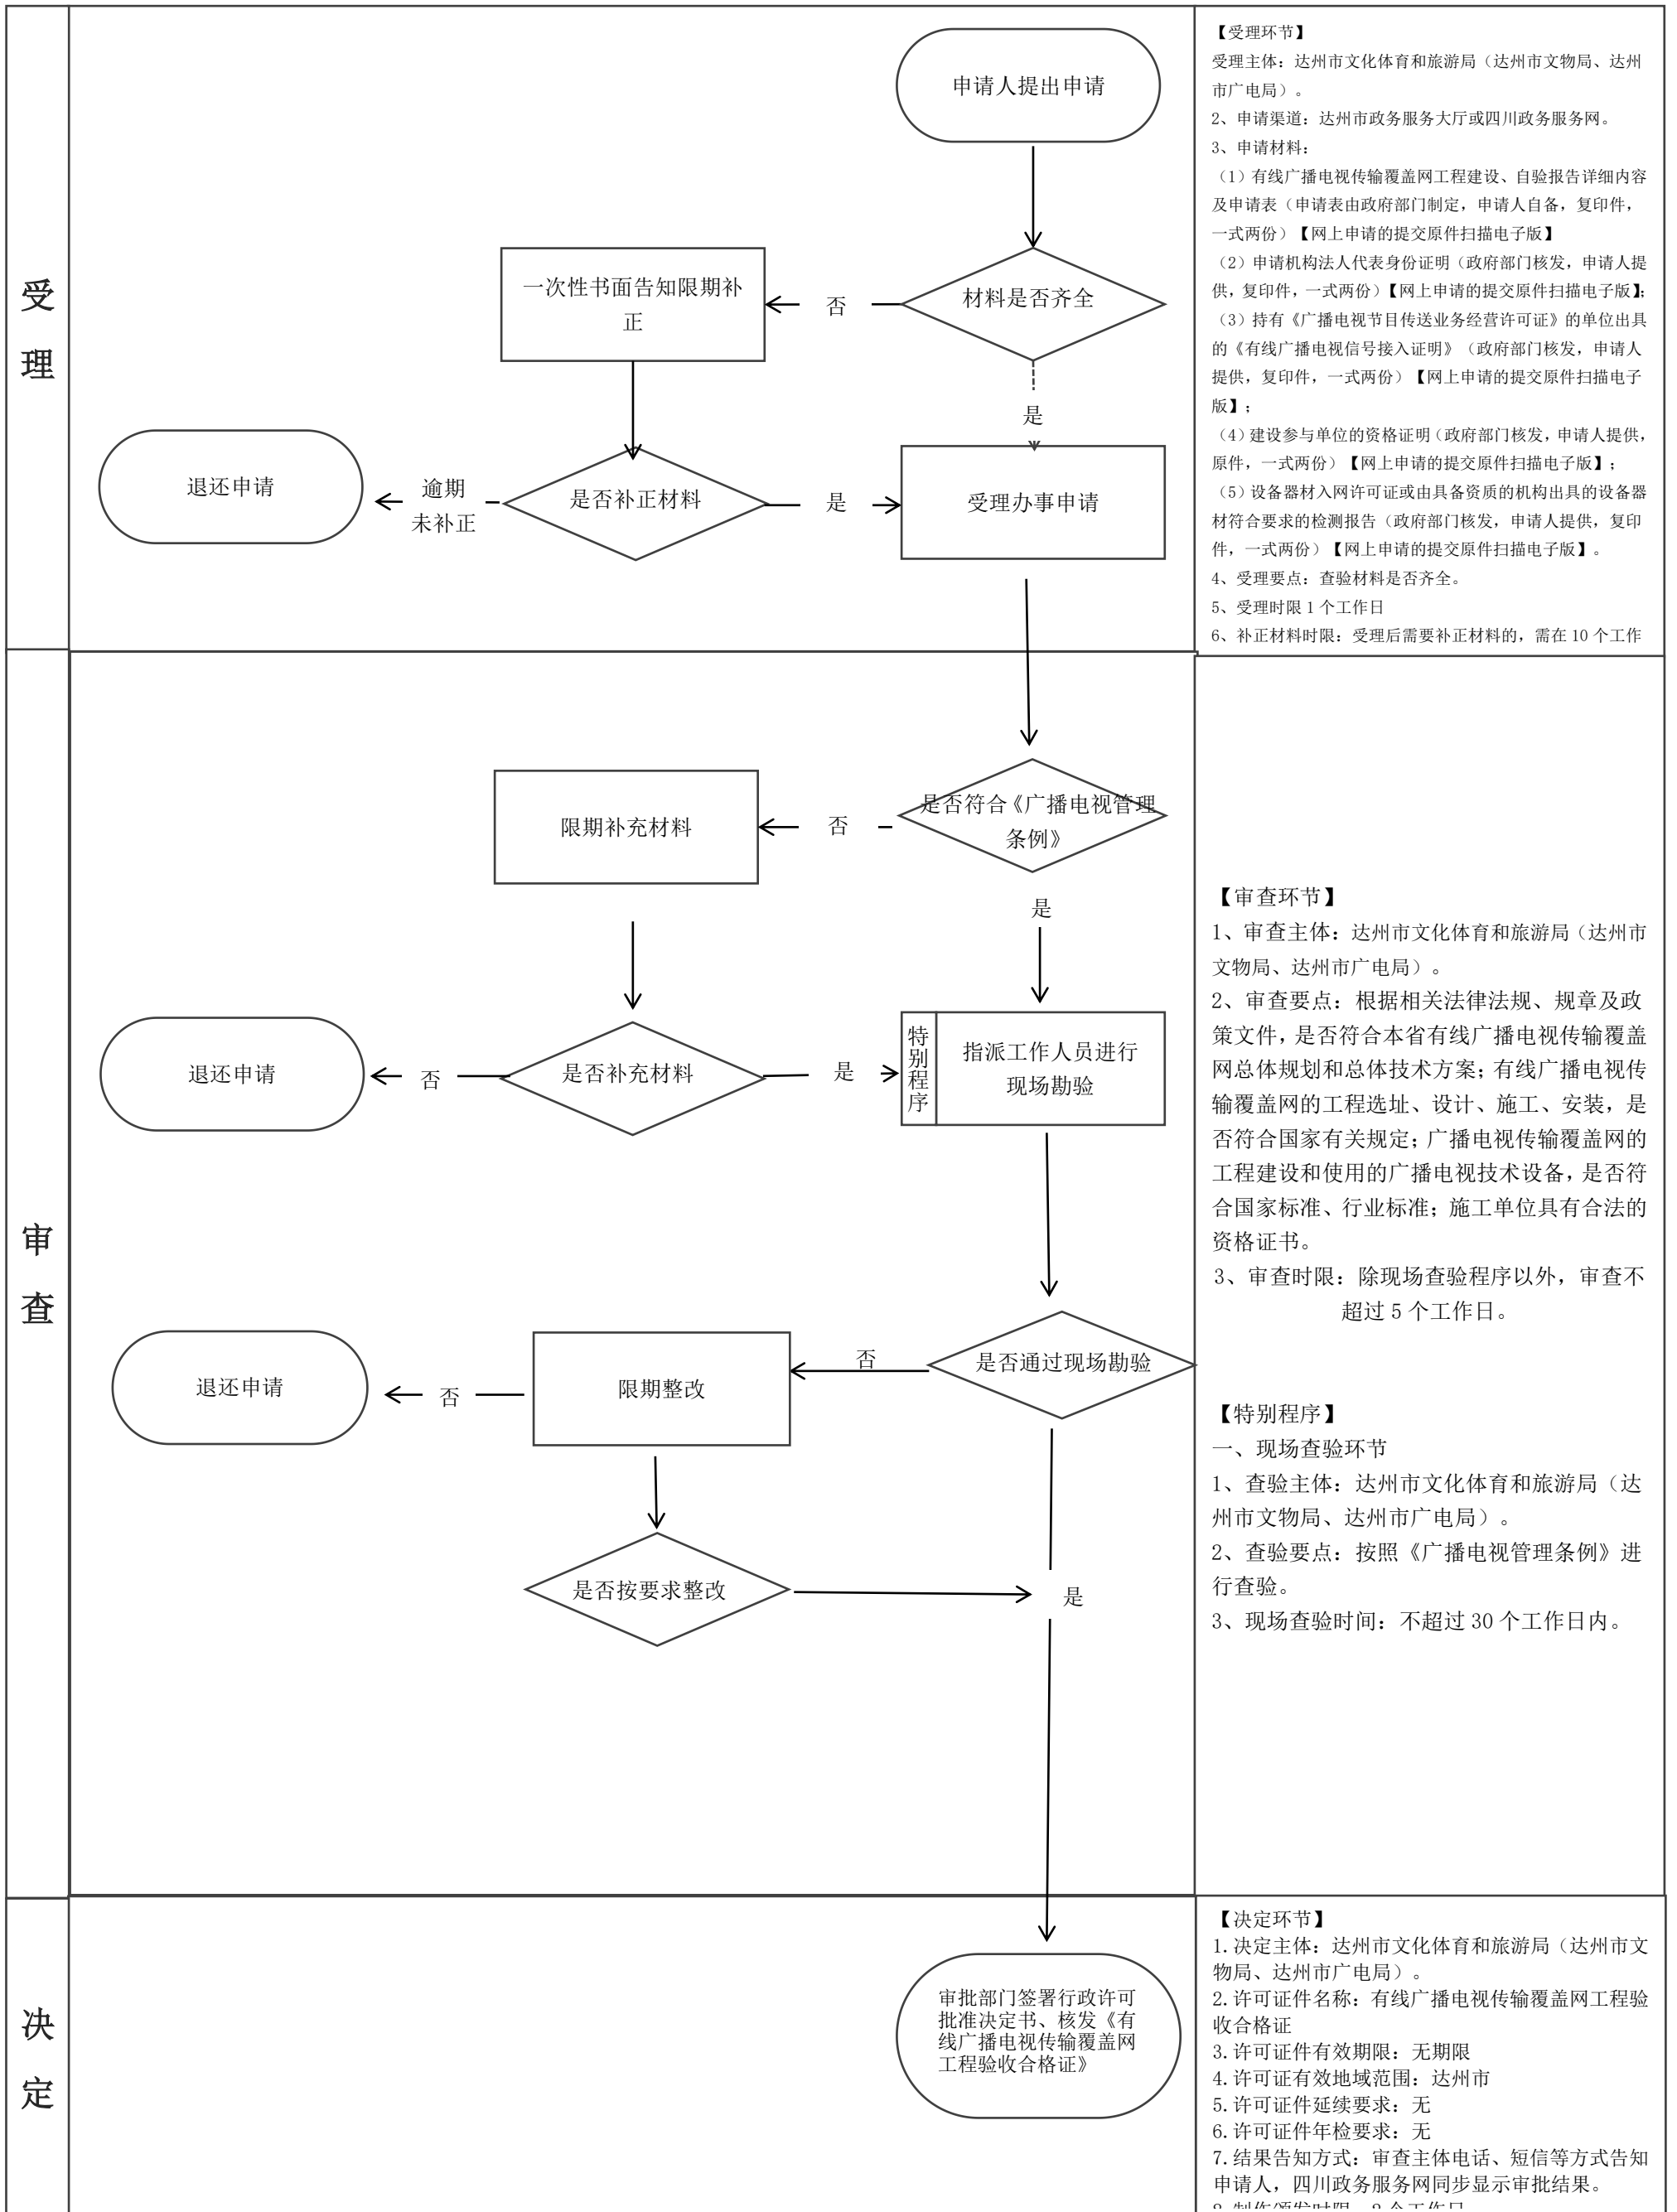 受
理
申请人提出申请
材料是否齐全
否
一次性书面告知限期补
正
是
退还申请
逾期
未补正
是否补正材料
是
受理办事申请
【受理环节】
受理主体：达州市文化体育和旅游局（达州市文物局、达州
市广电局）。
2、申请渠道：达州市政务服务大厅或四川政务服务网。
3、申请材料：
（1）有线广播电视传输覆盖网工程建设、自验报告详细内容
及申请表（申请表由政府部门制定，申请人自备，复印件，
一式两份）【网上申请的提交原件扫描电子版】
（2）申请机构法人代表身份证明（政府部门核发，申请人提
供，复印件，一式两份）【网上申请的提交原件扫描电子版】；
（3）持有《广播电视节目传送业务经营许可证》的单位出具
的《有线广播电视信号接入证明》（政府部门核发，申请人
提供，复印件，一式两份）【网上申请的提交原件扫描电子
版】；
（4）建设参与单位的资格证明（政府部门核发，申请人提供，
原件，一式两份）【网上申请的提交原件扫描电子版】；
（5）设备器材入网许可证或由具备资质的机构出具的设备器
材符合要求的检测报告（政府部门核发，申请人提供，复印
件，一式两份）【网上申请的提交原件扫描电子版】。
4、受理要点：查验材料是否齐全。
5、受理时限 1 个工作日
6、补正材料时限：受理后需要补正材料的，需在 10 个工作
审
查
是否符合《广播电视管理
条例》
否
限期补充材料
是
退还申请
否
是否补充材料
是
特
别
程
序
指派工作人员进行
现场勘验
是否通过现场勘验
否
限期整改
否
退还申请
是否按要求整改
是
【审查环节】
1、审查主体：达州市文化体育和旅游局（达州市
文物局、达州市广电局）。
2、审查要点：根据相关法律法规、规章及政
策文件，是否符合本省有线广播电视传输覆盖
网总体规划和总体技术方案；有线广播电视传
输覆盖网的工程选址、设计、施工、安装，是
否符合国家有关规定；广播电视传输覆盖网的
工程建设和使用的广播电视技术设备，是否符
合国家标准、行业标准；施工单位具有合法的
资格证书。
3、审查时限：除现场查验程序以外，审查不
超过 5 个工作日。
【特别程序】
一、现场查验环节
1、查验主体：达州市文化体育和旅游局（达
州市文物局、达州市广电局）。
2、查验要点：按照《广播电视管理条例》进
行查验。
3、现场查验时间：不超过 30 个工作日内。
决
定
审批部门签署行政许可
批准决定书、核发《有
线广播电视传输覆盖网
工程验收合格证》
【决定环节】
1.决定主体：达州市文化体育和旅游局（达州市文
物局、达州市广电局）。
2.许可证件名称：有线广播电视传输覆盖网工程验
收合格证
3.许可证件有效期限：无期限
4.许可证有效地域范围：达州市
5.许可证件延续要求：无
6.许可证件年检要求：无
7.结果告知方式：审查主体电话、短信等方式告知
申请人，四川政务服务网同步显示审批结果。